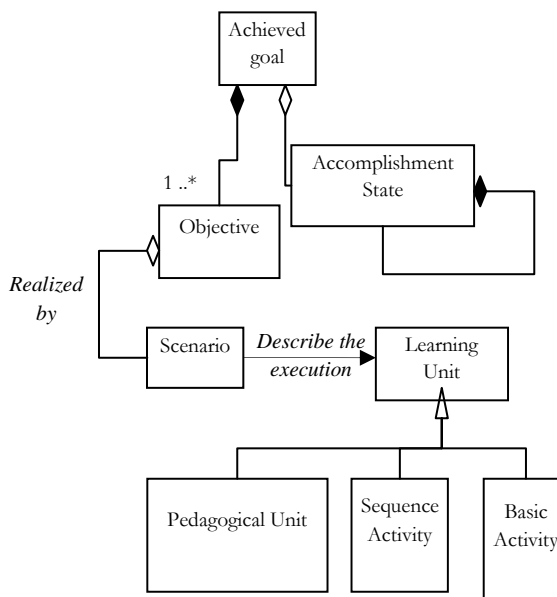 Achieved
goal
Accomplishment
State
1 ..*
Objective
Realized
by
Scenario
Describe the
execution
Learning
Unit
Pedagogical Unit
Sequence
Activity
Basic
Activity